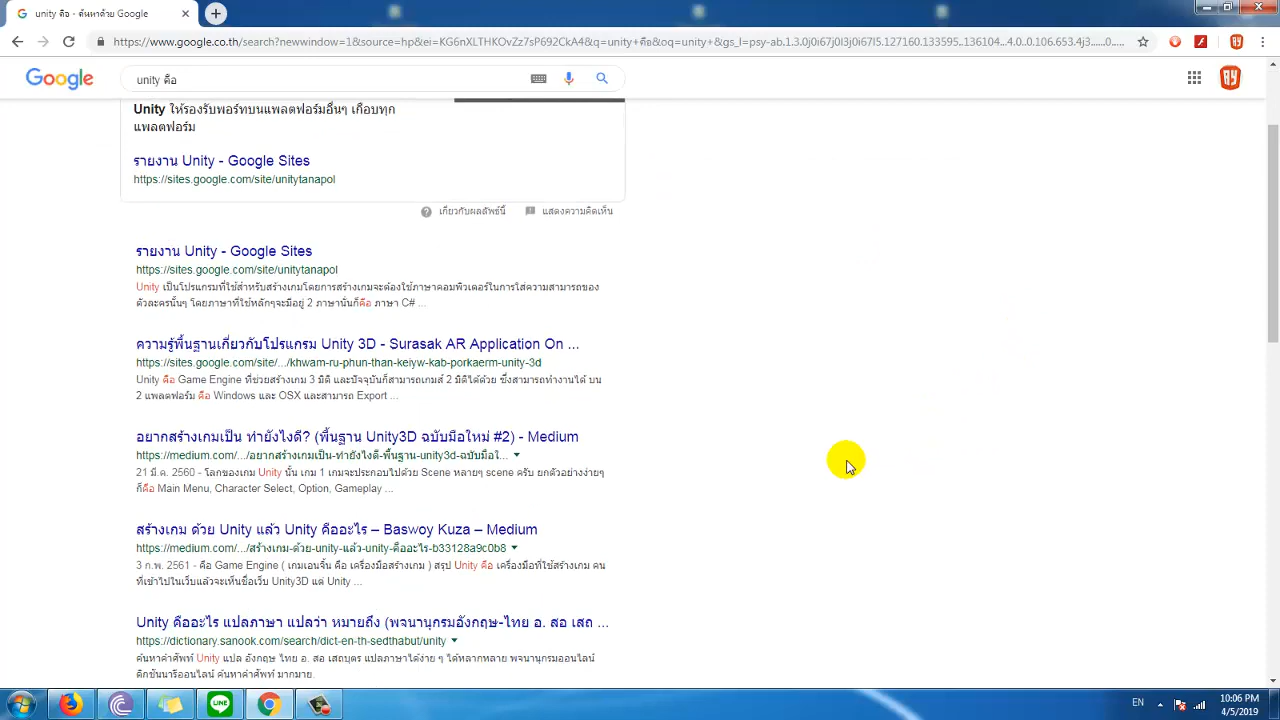 unity คือ - ค้นหาด้วย Google
https://www.google.co.th/search?newwindow=1&source=hp&ei=KG6nXLTHKOvZz7sP692CkA4&q=unity+คือ&oq=unity+&gs_l=psy-ab.1.3.0j0i67j0l3j0i67l5.127160.133595..136104...4.0..0.106.653.4j3......0...
Google
unity คือ
Unity ให้รองรับพอร์ทบนแพลตฟอร์มอื่นๆ เกือบทุก
แพลตฟอร์ม
รายงาน Unity - Google Sites
https://sites.google.com/site/unitytanapol
เกี่ยวกับผลลัพธ์นี้
แสดงความคิดเห็น
รายงาน Unity - Google Sites
https://sites.google.com/site/unitytanapol
Unity เป็นโปรแกรมที่ใช้สำหรับสร้างเกมโดยการสร้างเกมจะต้องใช้ภาษาคอมพิวเตอร์ในการใส่ความสามารถของ
ตัวละครนั้นๆ โดยภาษาที่ใช้หลักๆจะมีอยู่ 2 ภาษานั่นก็คือ ภาษา C# ...
ความรู้พื้นฐานเกี่ยวกับโปรแกรม Unity 3D - Surasak AR Application On ...
https://sites.google.com/site/.../khwam-ru-phun-than-keiyw-kab-porkaerm-unity-3d
Unity คือ Game Engine ที่ช่วยสร้างเกม 3 มิติ และปัจจุบันก็สามารถเกมส์ 2 มิติได้ด้วย ซึ่งสามารถทำงานได้ บน
2 แพลตฟอร์ม คือ Windows และ OSX และสามารถ Export ...
อยากสร้างเกมเป็น ทำยังไงดี? (พื้นฐาน Unity3D ฉบับมือใหม่ #2) - Medium
https://medium.com/.../อยากสร้างเกมเป็น-ทำยังไงดี-พื้นฐาน-unity3d-ฉบับมือใ...
21 มี.ค. 2560 - โลกของเกม Unity นั้น เกม 1 เกมจะประกอบไปด้วย Scene หลายๆ scene ครับ ยกตัวอย่างง่ายๆ
ก็คือ Main Menu, Character Select, Option, Gameplay ...
สร้างเกม ด้วย Unity แล้ว Unity คืออะไร – Baswoy Kuza – Medium
https://medium.com/.../สร้างเกม-ด้วย-unity-แล้ว-unity-คืออะไร-b33128a9c0b8
3 ก.พ. 2561 - คือ Game Engine ( เกมเอนจิ้น คือ เครื่องมือสร้างเกม ) สรุป Unity คือ เครื่องมือที่ใช้สร้างเกม คน
ที่เข้าไปในเว็บแล้วจะเห็นชื่อเว็บ Unity3D แต่ Unity ...
Unity คืออะไร แปลภาษา แปลว่า หมายถึง (พจนานุกรมอังกฤษ-ไทย อ. สอ เสถ ...
https://dictionary.sanook.com/search/dict-en-th-sedthabut/unity
ค้นหาคำศัพท์ Unity แปล อังกฤษ ไทย อ. สอ เสถบุตร แปลภาษาได้ง่าย ๆ ได้หลากหลาย พจนานุกรมออนไลน์
ดิกชันนารีออนไลน์ ค้นหาคำศัพท์ มากมาย.
LINE
EN
10:06 PM
4/5/2019